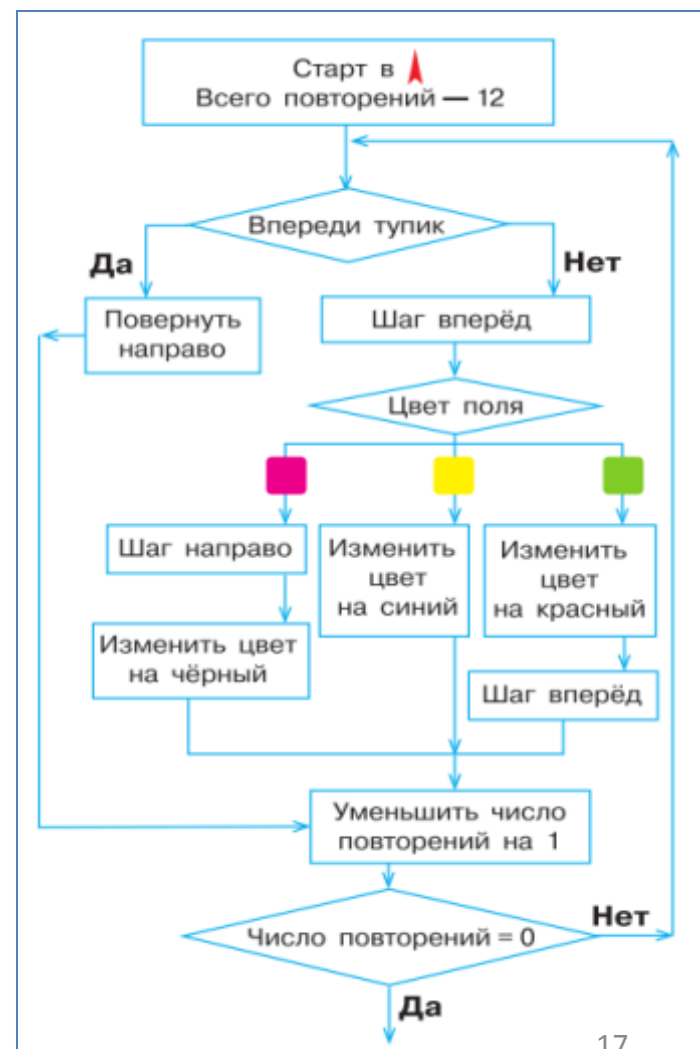 Старт в
Всего повторений — 12
Впереди тупик
Да
Нет
Повернуть
направо
Шаг вперёд
Цвет поля
Шаг направо
Изменить
цвет
на синий
Изменить
цвет
на красный
Изменить цвет
на чёрный
Шаг вперёд
Уменьшить число
повторений на 1
Число повторений = 0
Нет
Да
17